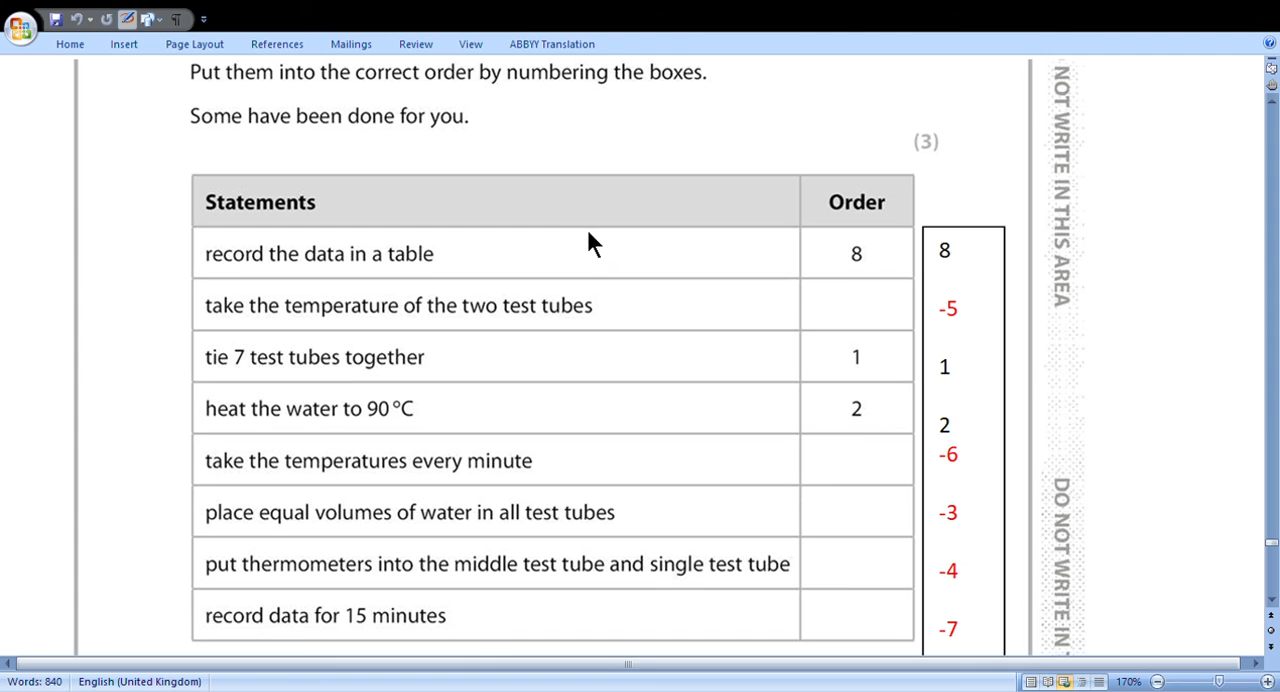 Home Insert Page Layout References Mailings Review View ABBYY Translation
Put them into the correct order by numbering the boxes.
Some have been done for you.
(3)
Statements Order
record the data in a table 8 8
take the temperature of the two test tubes -5
tie 7 test tubes together 1 1
heat the water to 90 °C 2 2
take the temperatures every minute -6
place equal volumes of water in all test tubes -3
put thermometers into the middle test tube and single test tube -4
record data for 15 minutes -7
NOT WRITE IN THIS AREA
DO NOT WRITE IN
Words: 840 English (United Kingdom) 170%